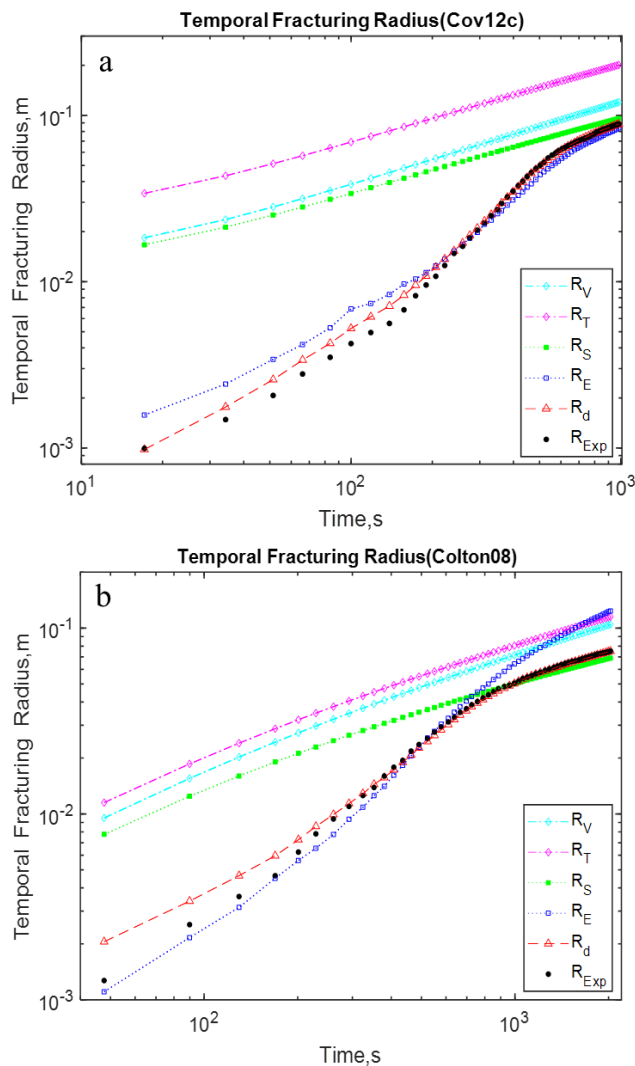 Temporal Fracturing Radius(Cov12c)
a
Temporal Fracturing Radius,m
10^-1
10^-2
10^-3
10^1
10^2
10^3
Time,s
R_V
R_T
R_S
R_E
R_d
R_Exp
Temporal Fracturing Radius(Colton08)
b
Temporal Fracturing Radius,m
10^-1
10^-2
10^-3
10^2
10^3
Time,s
R_V
R_T
R_S
R_E
R_d
R_Exp